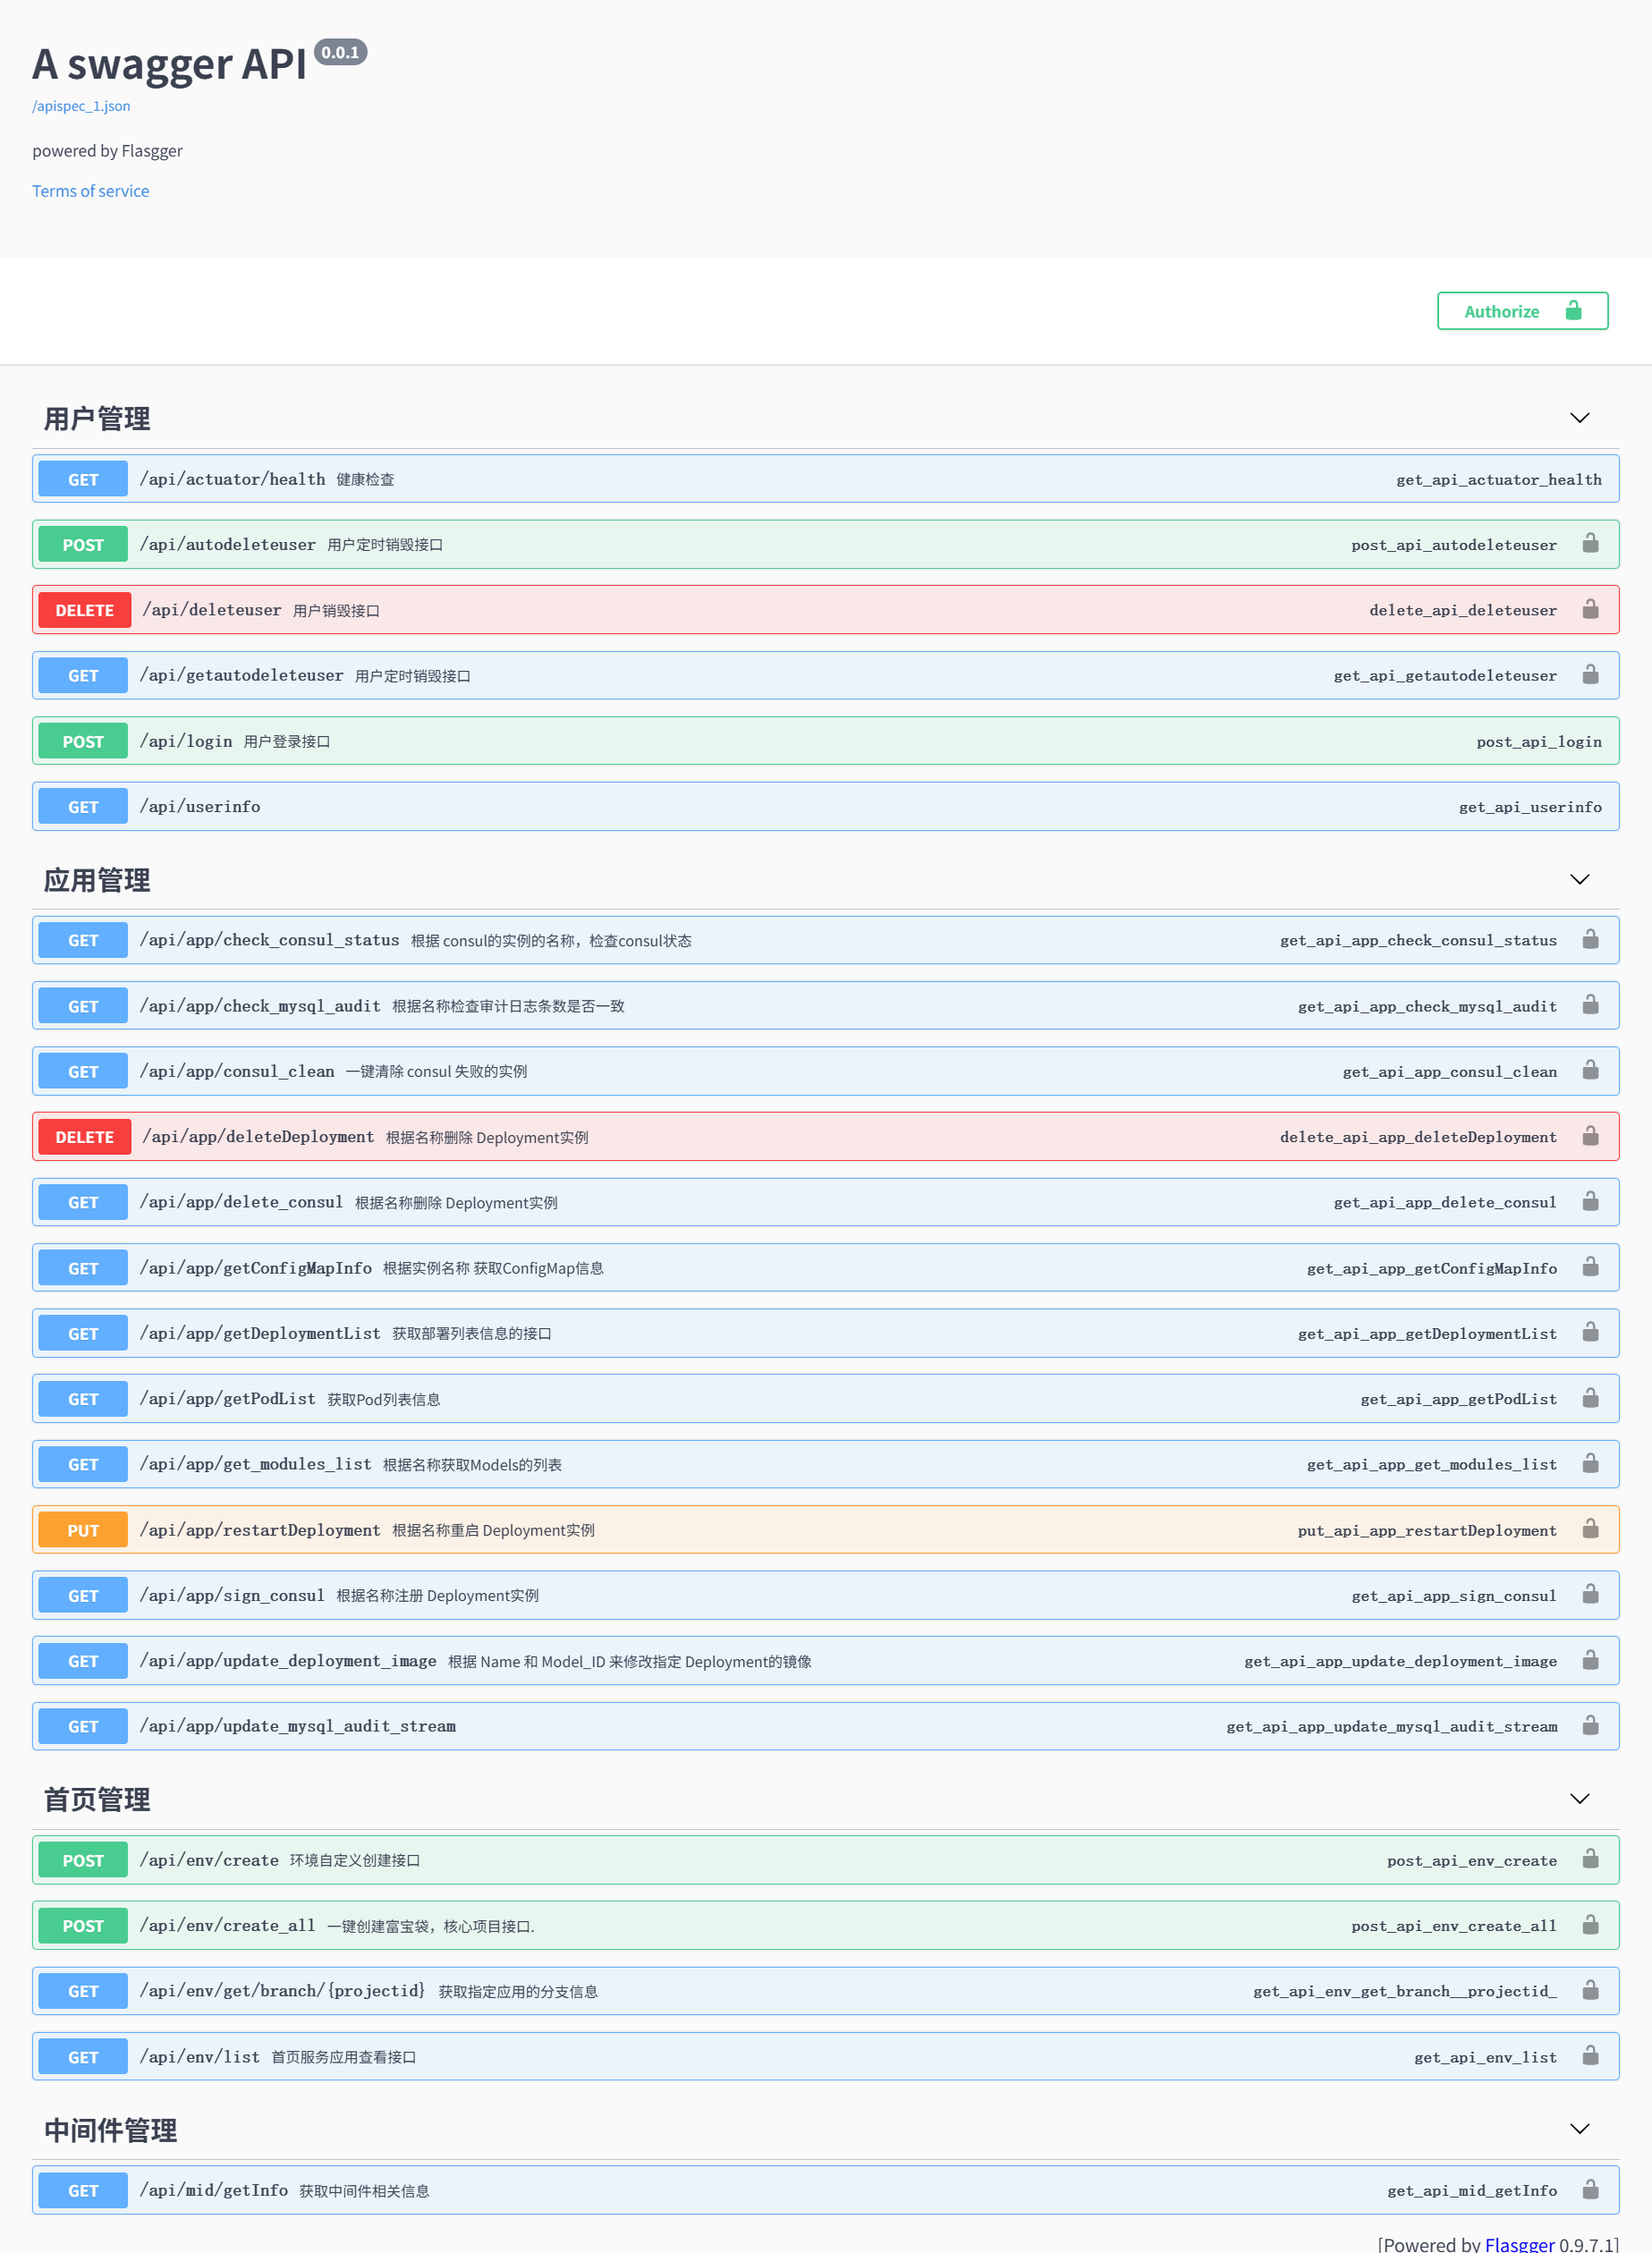 A swagger API 0.0.1
/apispec_1.json
powered by Flasgger
Terms of service
Authorize
用户管理
GET /api/actuator/health 健康检查 get_api_actuator_health
POST /api/autodeleteuser 用户定时销毁接口 post_api_autodeleteuser
DELETE /api/deleteuser 用户销毁接口 delete_api_deleteuser
GET /api/getautodeleteuser 用户定时销毁接口 get_api_getautodeleteuser
POST /api/login 用户登录接口 post_api_login
GET /api/userinfo get_api_userinfo
应用管理
GET /api/app/check_consul_status 根据 consul的实例的名称，检查consul状态 get_api_app_check_consul_status
GET /api/app/check_mysql_audit 根据名称检查审计日志条数是否一致 get_api_app_check_mysql_audit
GET /api/app/consul_clean 一键清除 consul 失败的实例 get_api_app_consul_clean
DELETE /api/app/deleteDeployment 根据名称删除 Deployment实例 delete_api_app_deleteDeployment
GET /api/app/delete_consul 根据名称删除 Deployment实例 get_api_app_delete_consul
GET /api/app/getConfigMapInfo 根据实例名称 获取ConfigMap信息 get_api_app_getConfigMapInfo
GET /api/app/getDeploymentList 获取部署列表信息的接口 get_api_app_getDeploymentList
GET /api/app/getPodList 获取Pod列表信息 get_api_app_getPodList
GET /api/app/get_modules_list 根据名称获取Models的列表 get_api_app_get_modules_list
PUT /api/app/restartDeployment 根据名称重启 Deployment实例 put_api_app_restartDeployment
GET /api/app/sign_consul 根据名称注册 Deployment实例 get_api_app_sign_consul
GET /api/app/update_deployment_image 根据 Name 和 Model_ID 来修改指定 Deployment的镜像 get_api_app_update_deployment_image
GET /api/app/update_mysql_audit_stream get_api_app_update_mysql_audit_stream
首页管理
POST /api/env/create 环境自定义创建接口 post_api_env_create
POST /api/env/create_all 一键创建富宝袋，核心项目接口. post_api_env_create_all
GET /api/env/get/branch/{projectid} 获取指定应用的分支信息 get_api_env_get_branch__projectid_
GET /api/env/list 首页服务应用查看接口 get_api_env_list
中间件管理
GET /api/mid/getInfo 获取中间件相关信息 get_api_mid_getInfo
[Powered by Flasgger 0.9.7.1]